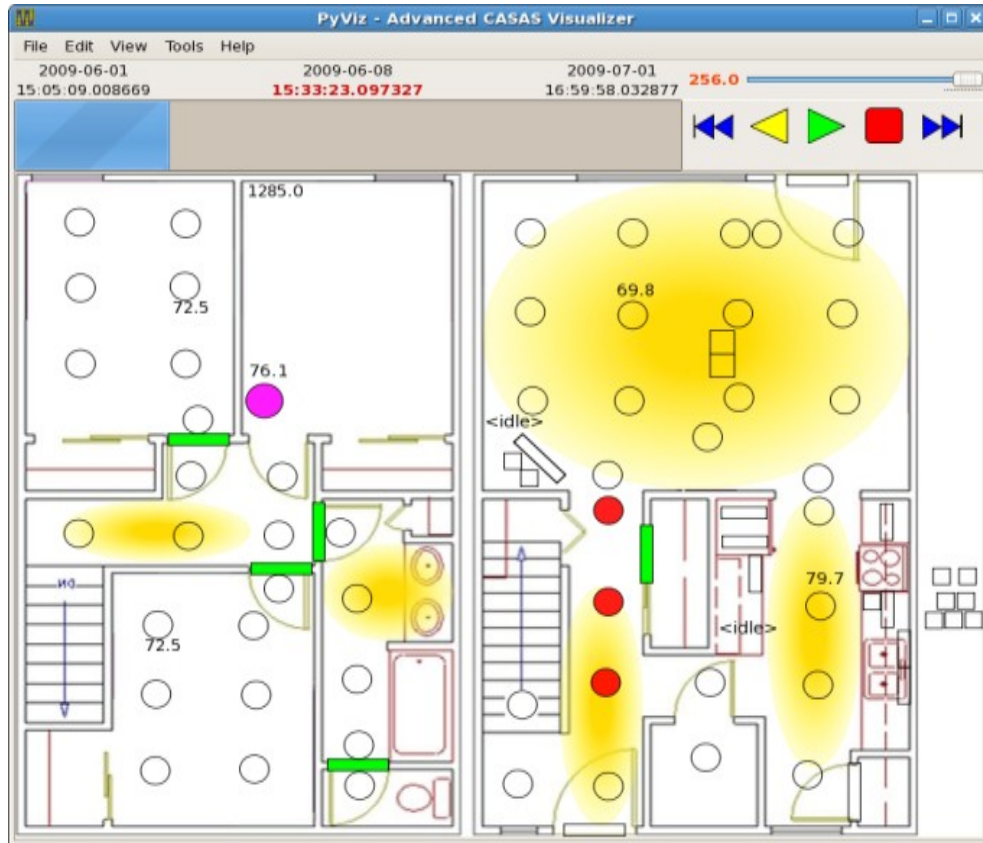 PyViz - Advanced CASAS Visualizer
File Edit View Tools Help
2009-06-01 2009-06-08 2009-07-01
15:05:09.008669 15:33:23.097327 16:59:58.032877 256.0
1285.0
69.8
72.5
76.1
<idle>
DN
79.7
<idle>
72.5